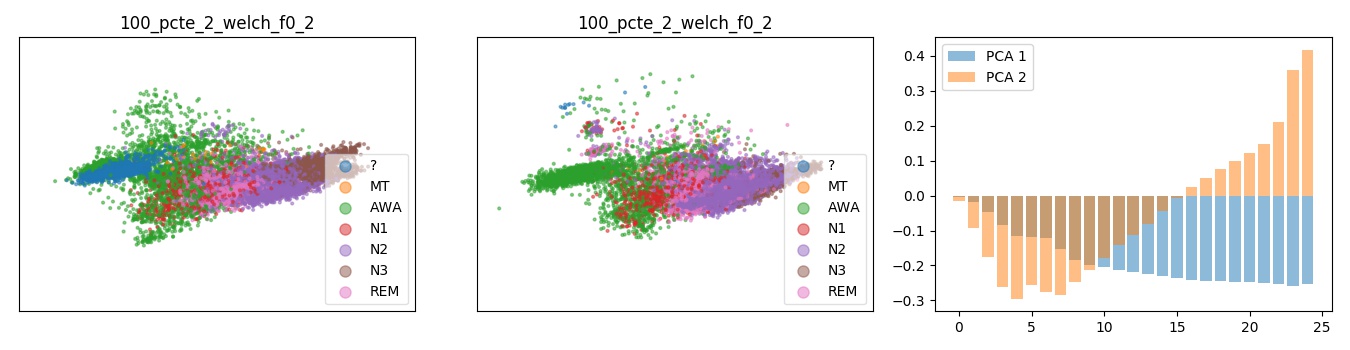 100_pcte_2_welch_f0_2
?
MT
AWA
N1
N2
N3
REM
100_pcte_2_welch_f0_2
?
MT
AWA
N1
N2
N3
REM
PCA 1
PCA 2
0.4
0.3
0.2
0.1
0.0
−0.1
−0.2
−0.3
0 5 10 15 20 25